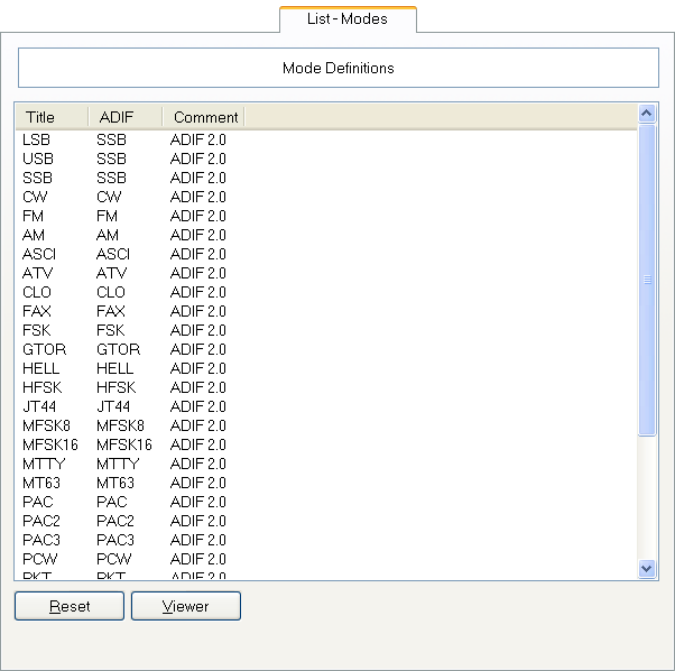 List - Modes
Mode Definitions
Title ADIF Comment
LSB SSB ADIF 2.0
USB SSB ADIF 2.0
SSB SSB ADIF 2.0
CW CW ADIF 2.0
FM FM ADIF 2.0
AM AM ADIF 2.0
ASCI ASCI ADIF 2.0
ATV ATV ADIF 2.0
CLO CLO ADIF 2.0
FAX FAX ADIF 2.0
FSK FSK ADIF 2.0
GTOR GTOR ADIF 2.0
HELL HELL ADIF 2.0
HFSK HFSK ADIF 2.0
JT44 JT44 ADIF 2.0
MFSK8 MFSK8 ADIF 2.0
MFSK16 MFSK16 ADIF 2.0
MTTY MTTY ADIF 2.0
MT63 MT63 ADIF 2.0
PAC PAC ADIF 2.0
PAC2 PAC2 ADIF 2.0
PAC3 PAC3 ADIF 2.0
PCW PCW ADIF 2.0
PKT PKT ADIF 2.0
Reset Viewer